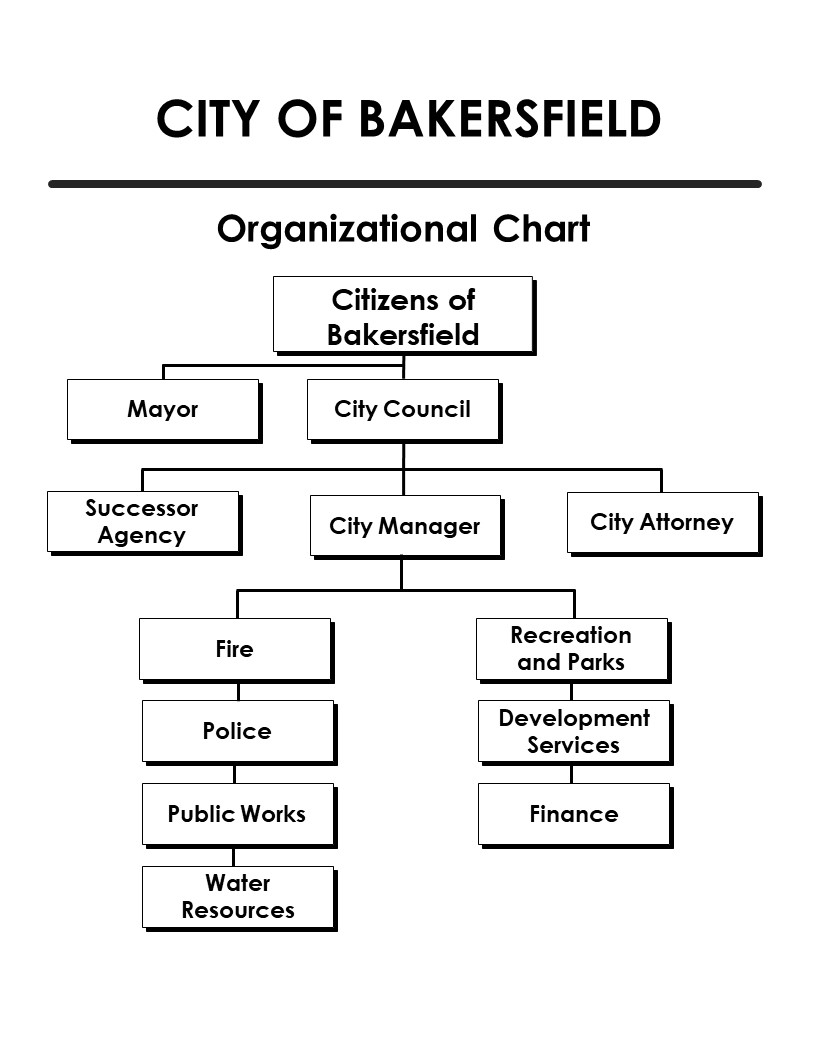 CITY OF BAKERSFIELD
Organizational Chart
Citizens of
Bakersfield
Mayor
City Council
Successor
Agency
City Manager
City Attorney
Fire
Recreation
and Parks
Police
Development
Services
Public Works
Finance
Water
Resources